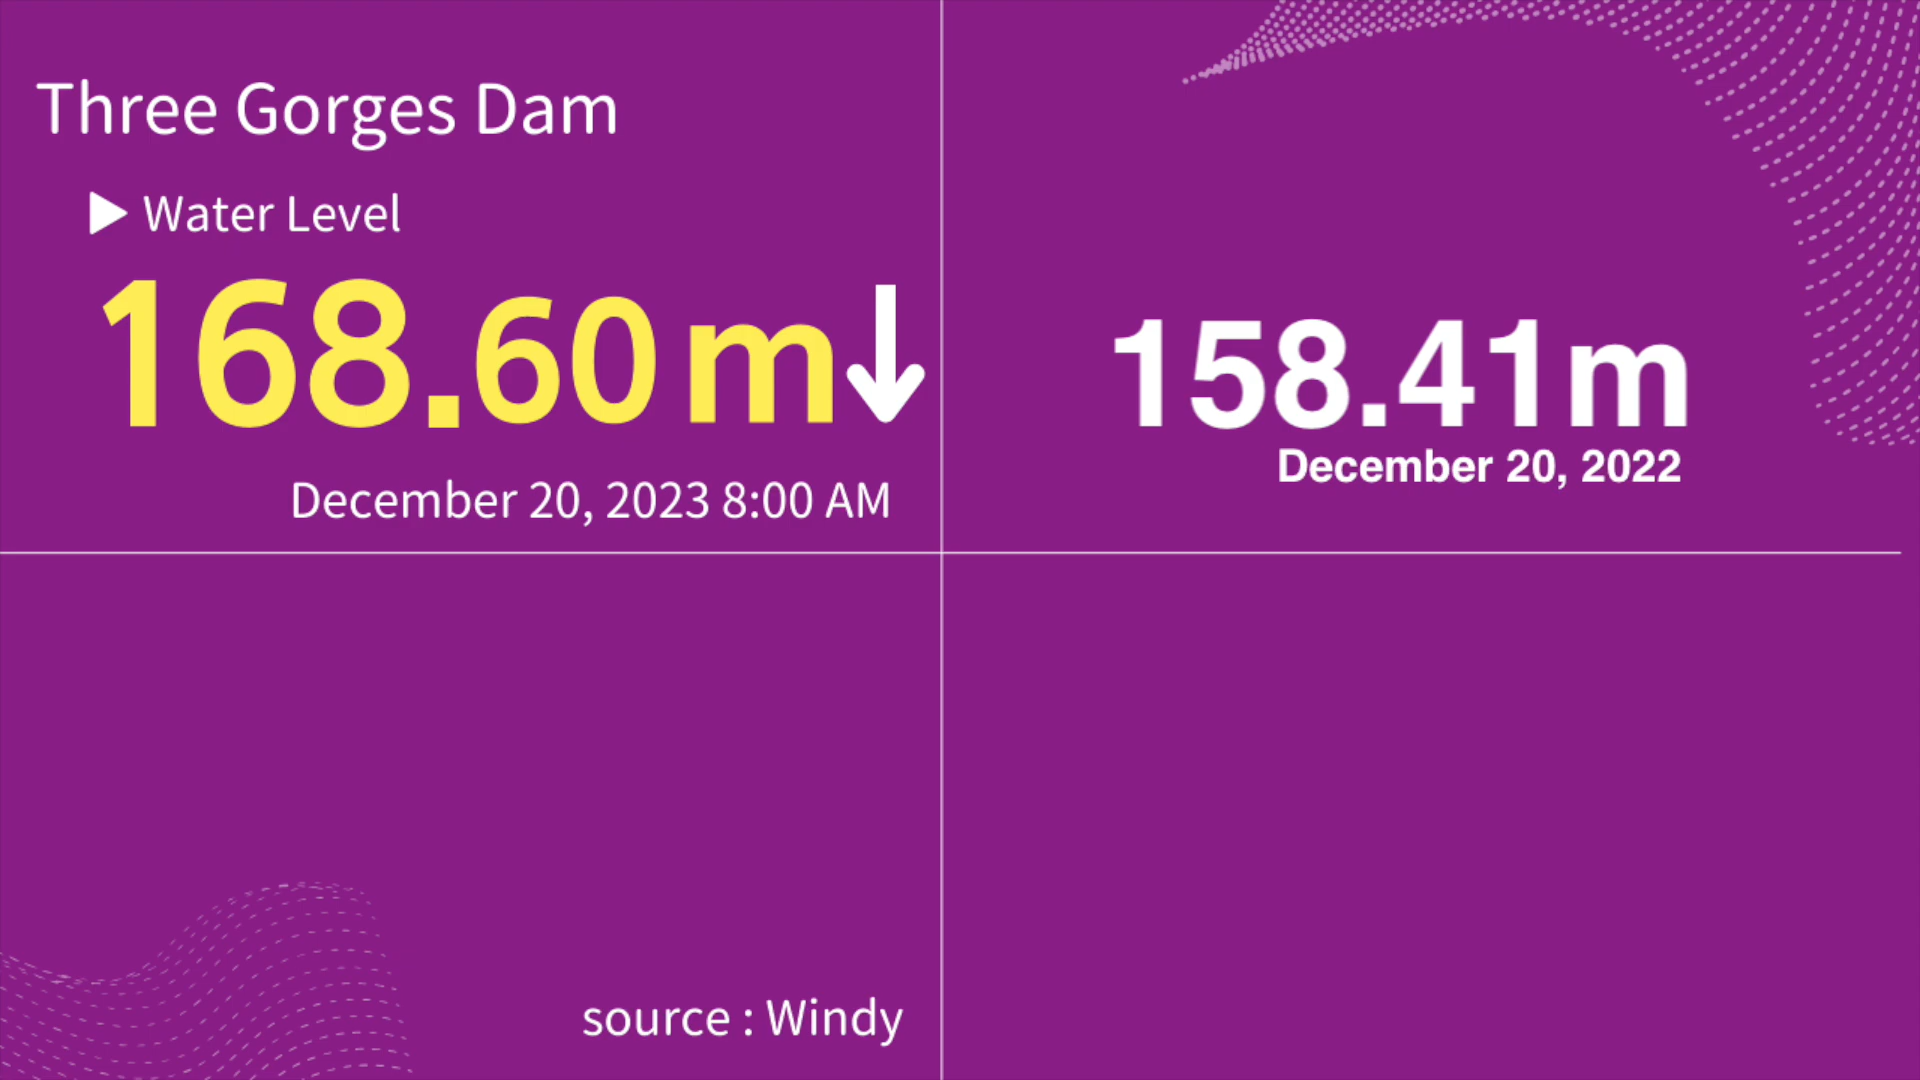 Three Gorges Dam
▶ Water Level
168.60 m↓
December 20, 2023 8:00 AM
158.41m
December 20, 2022
source : Windy